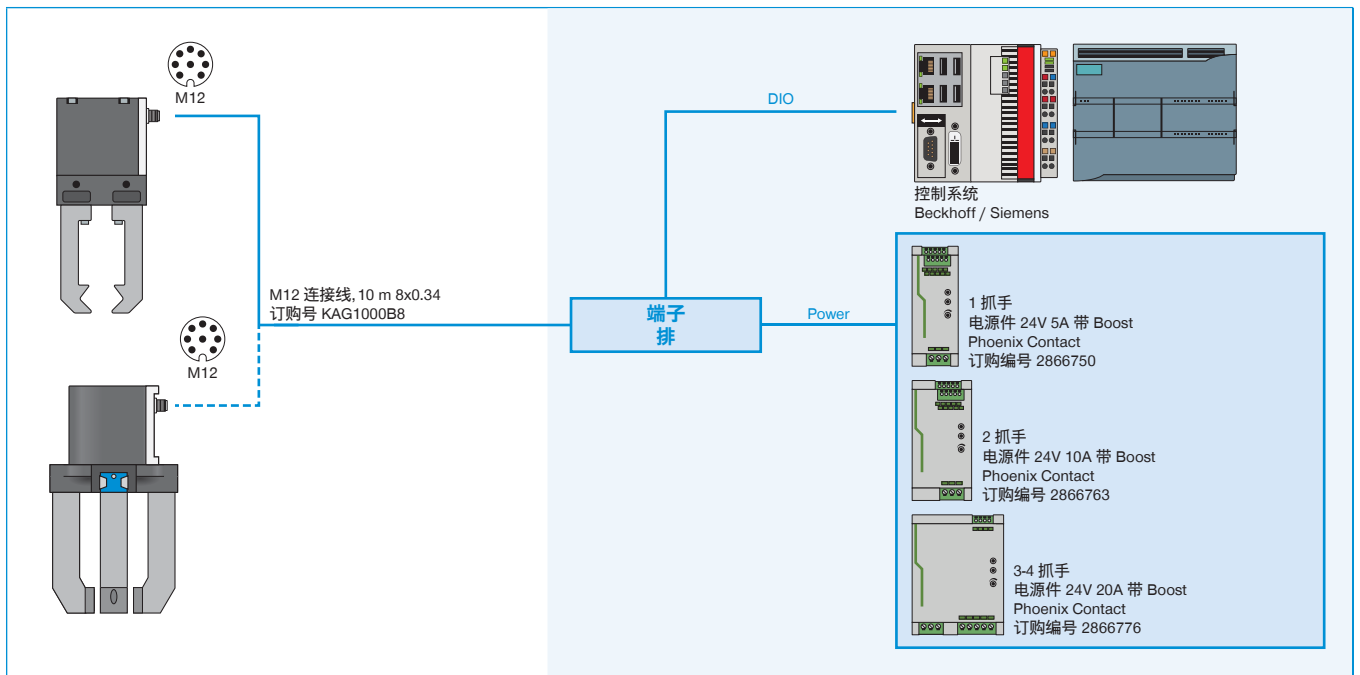 M12
M12 连接线, 10 m 8x0.34
订购号 KAG1000B8
M12
端子
排
DIO
Power
控制系统
Beckhoff / Siemens
1 抓手
电源件 24V 5A 带 Boost
Phoenix Contact
订购编号 2866750
2 抓手
电源件 24V 10A 带 Boost
Phoenix Contact
订购编号 2866763
3-4 抓手
电源件 24V 20A 带 Boost
Phoenix Contact
订购编号 2866776